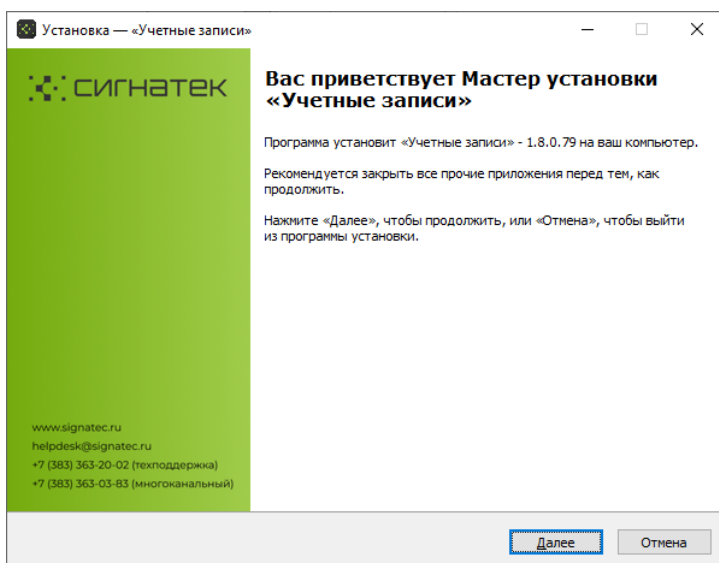 Установка — «Учетные записи»
сигнатек
Вас приветствует Мастер установки
«Учетные записи»
Программа установит «Учетные записи» - 1.8.0.79 на ваш компьютер.
Рекомендуется закрыть все прочие приложения перед тем, как
продолжить.
Нажмите «Далее», чтобы продолжить, или «Отмена», чтобы выйти
из программы установки.
www.signatec.ru
helpdesk@signatec.ru
+7 (383) 363-20-02 (техподдержка)
+7 (383) 363-03-83 (многоканальный)
Далее
Отмена